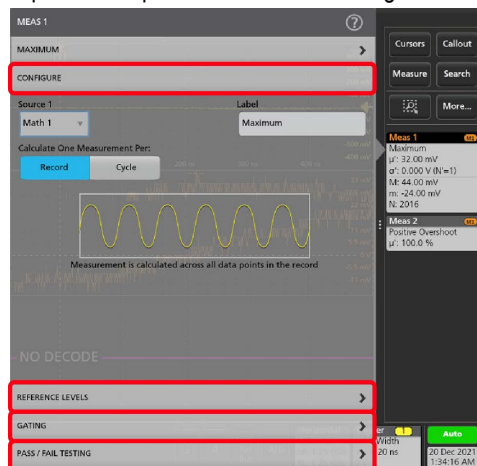 MEAS 1
?
MAXIMUM
CONFIGURE
Source 1
Label
Math 1
Maximum
Calculate One Measurement Per:
Record
Cycle
Measurement is calculated across all data points in the record
NO DECODE
REFERENCE LEVELS
GATING
PASS / FAIL TESTING
Cursors
Callout
Measure
Search
More...
Meas 1
M1
Maximum
µ': 32.00 mV
σ': 0.000 V (N'=1)
M: 44.00 mV
m: -24.00 mV
N: 2016
Meas 2
M1
Positive Overshoot
µ': 100.0 %
er
Width
20 ns
Auto
20 Dec 2021
1:34:16 AM